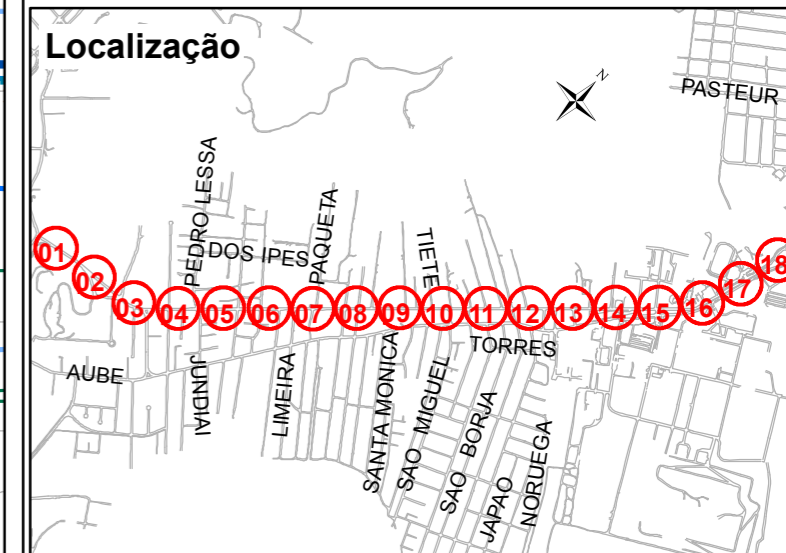 Localização
N
PASTEUR
PEDRO LESSA
DOS IPES
PAQUETA
TIETE
01
02
03
04
05
06
07
08
09
10
11
12
13
14
15
16
17
18
TORRES
AUBE
JUNDIAI
LIMEIRA
SANTA MONICA
SAO MIGUEL
SAO BORJA
JAPAO
NORUEGA